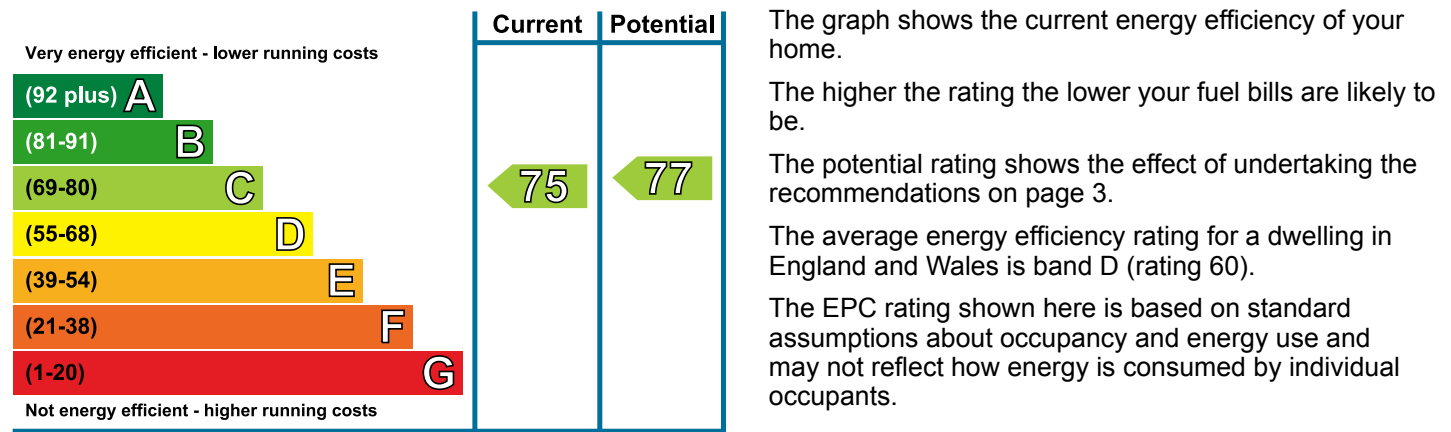 Current Potential
Very energy efficient - lower running costs
(92 plus) A
(81-91) B
(69-80) C
(55-68) D
(39-54) E
(21-38) F
(1-20) G
75
77
Not energy efficient - higher running costs
The graph shows the current energy efficiency of your
home.
The higher the rating the lower your fuel bills are likely to
be.
The potential rating shows the effect of undertaking the
recommendations on page 3.
The average energy efficiency rating for a dwelling in
England and Wales is band D (rating 60).
The EPC rating shown here is based on standard
assumptions about occupancy and energy use and
may not reflect how energy is consumed by individual
occupants.